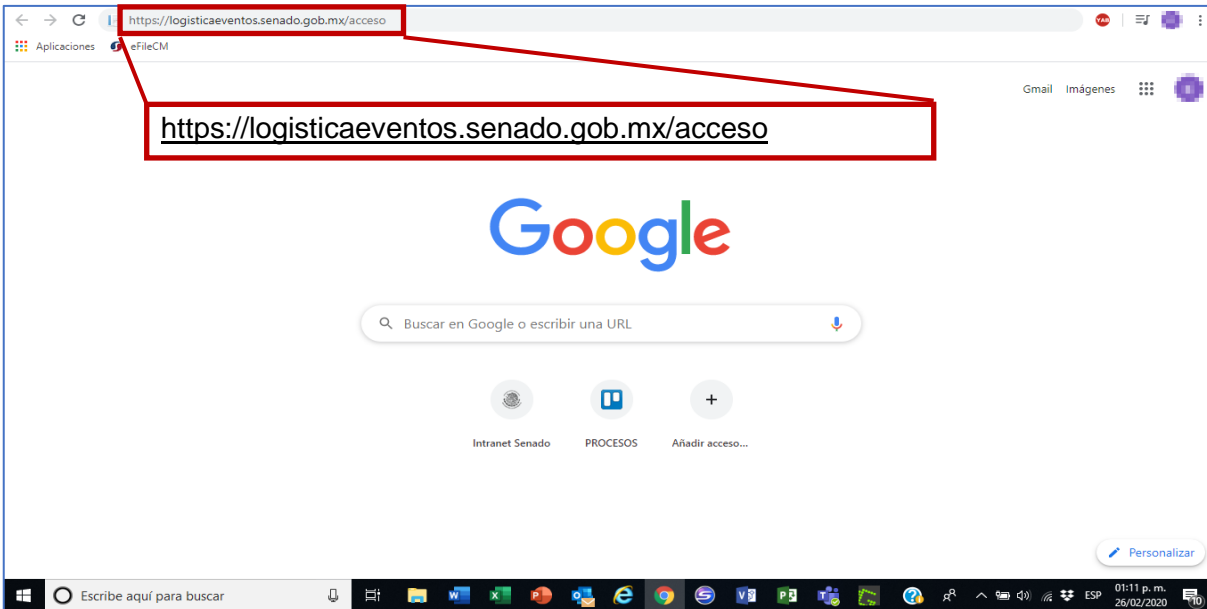 https://logisticaeventos.senado.gob.mx/acceso
YAB
Aplicaciones eFileCM
Gmail Imágenes
https://logisticaeventos.senado.gob.mx/acceso
Google
Buscar en Google o escribir una URL
Intranet Senado PROCESOS Añadir acceso...
Personalizar
Escribe aquí para buscar
ESP
01:11 p. m.
26/02/2020
10